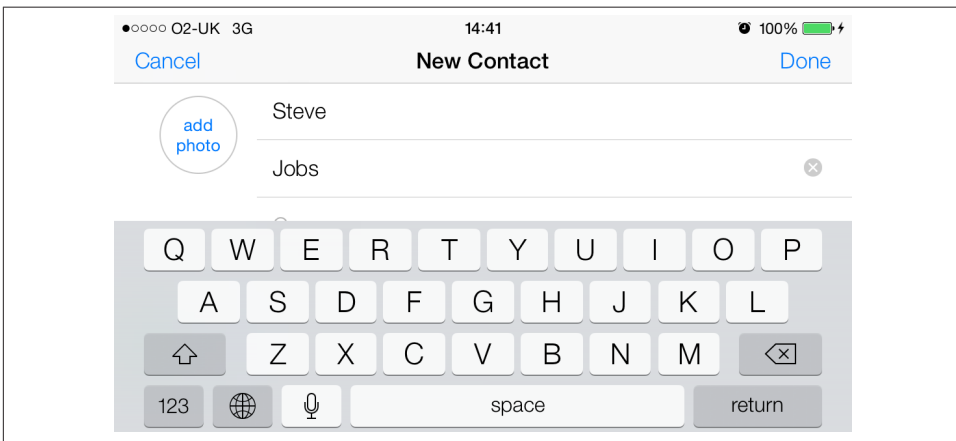 O2-UK 3G 14:41 100%
Cancel New Contact Done
add
photo
Steve
Jobs
Q W E R T Y U I O P
A S D F G H J K L
Z X C V B N M
123 space return